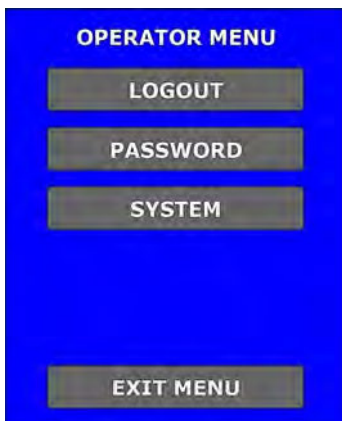 OPERATOR MENU
LOGOUT
PASSWORD
SYSTEM
EXIT MENU